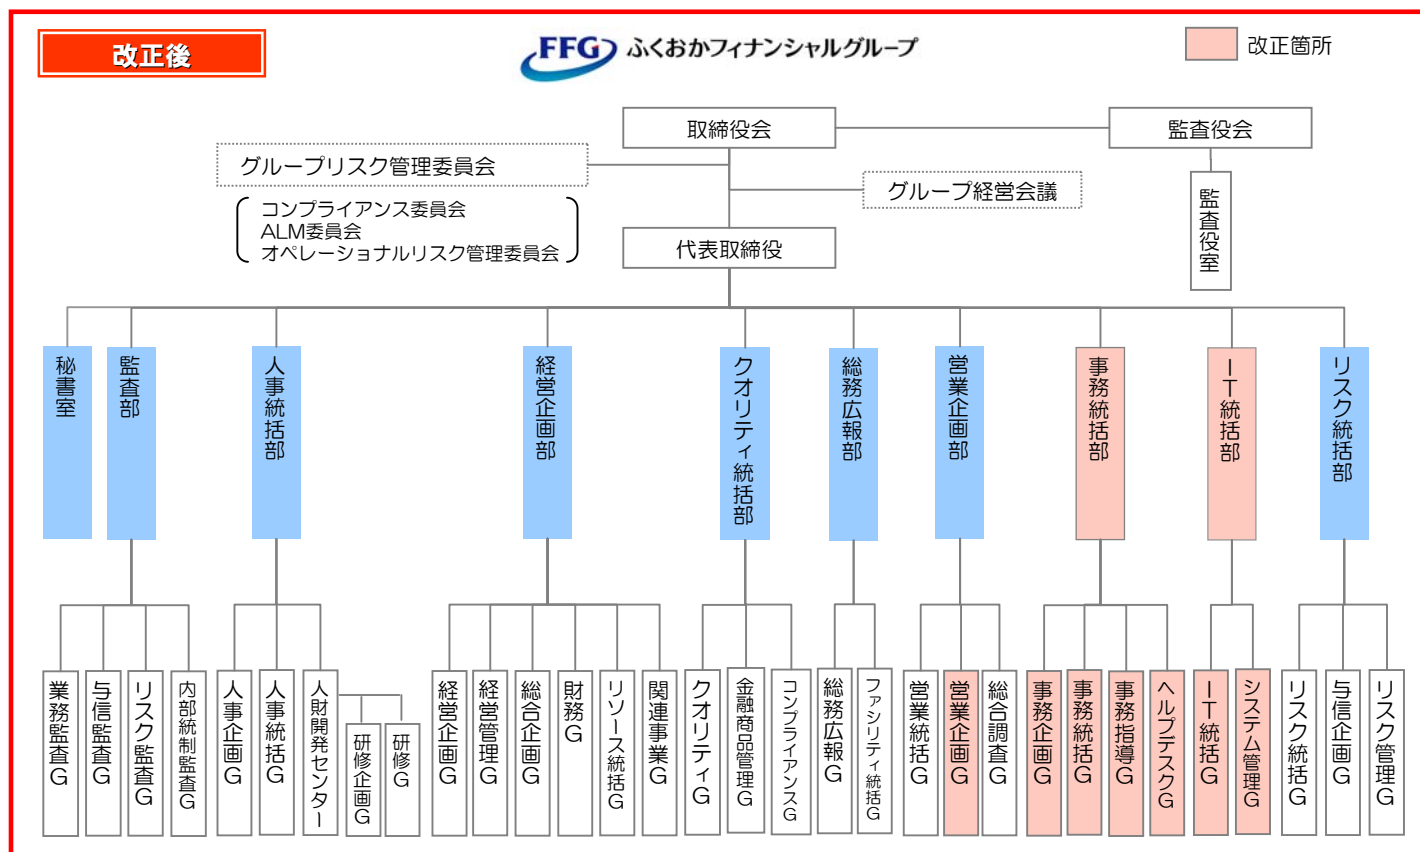 改正後
FFG ふくおかフィナンシャルグループ
改正箇所
取締役会
監査役会
グループリスク管理委員会
グループ経営会議
監査役室
コンプライアンス委員会
ALM委員会
オペレーショナルリスク管理委員会
代表取締役
秘書室
監査部
人事統括部
経営企画部
クオリティ統括部
総務広報部
営業企画部
事務統括部
IT統括部
リスク統括部
業務監査G
与信監査G
リスク監査G
内部統制監査G
人事企画G
人事統括G
人財開発センター
研修企画G
研修G
経営企画G
経営管理G
総合企画G
財務G
リソース統括G
関連事業G
クオリティG
金融商品管理G
コンプライアンスG
総務広報G
ファシリティ統括G
営業統括G
営業企画G
総合調査G
事務企画G
事務統括G
事務指導G
ヘルプデスクG
IT統括G
システム管理G
リスク統括G
与信企画G
リスク管理G